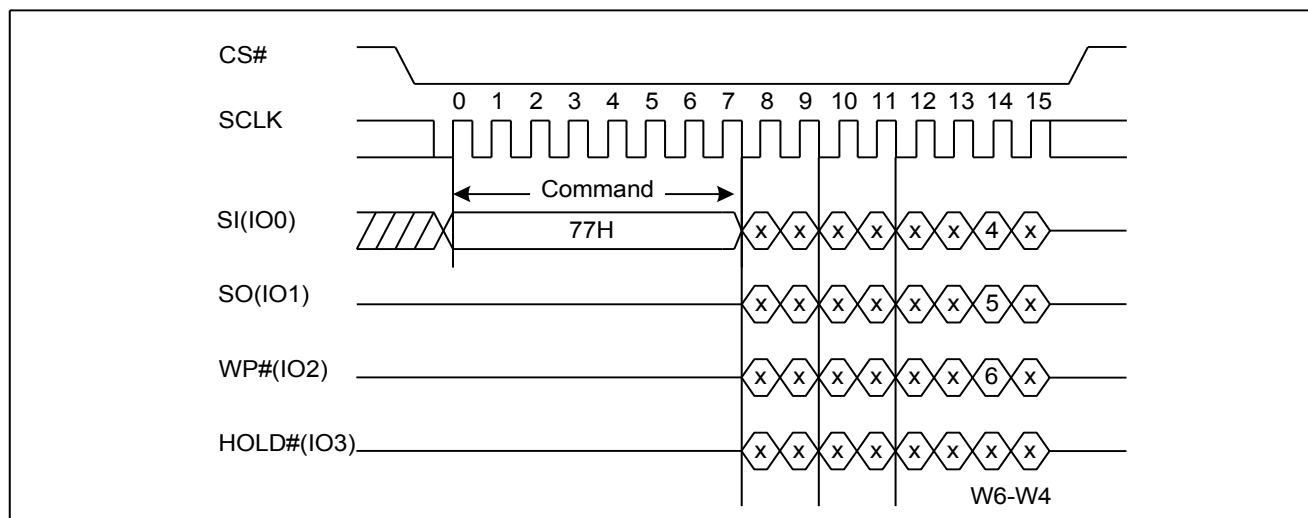 CS#
0 1 2 3 4 5 6 7 8 9 10 11 12 13 14 15
SCLK
Command
SI(IO0) 77H x x x x x x 4 x
SO(IO1) x x x x x x 5 x
WP#(IO2) x x x x x x 6 x
HOLD#(IO3) x x x x x x x x
W6-W4